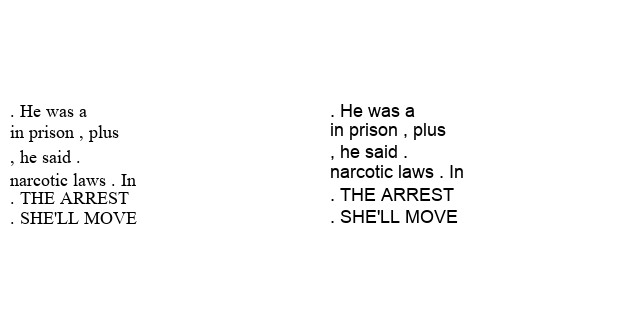 . He was a
in prison , plus
, he said .
narcotic laws . In
. THE ARREST
. SHE'LL MOVE
. He was a
in prison , plus
, he said .
narcotic laws . In
. THE ARREST
. SHE'LL MOVE